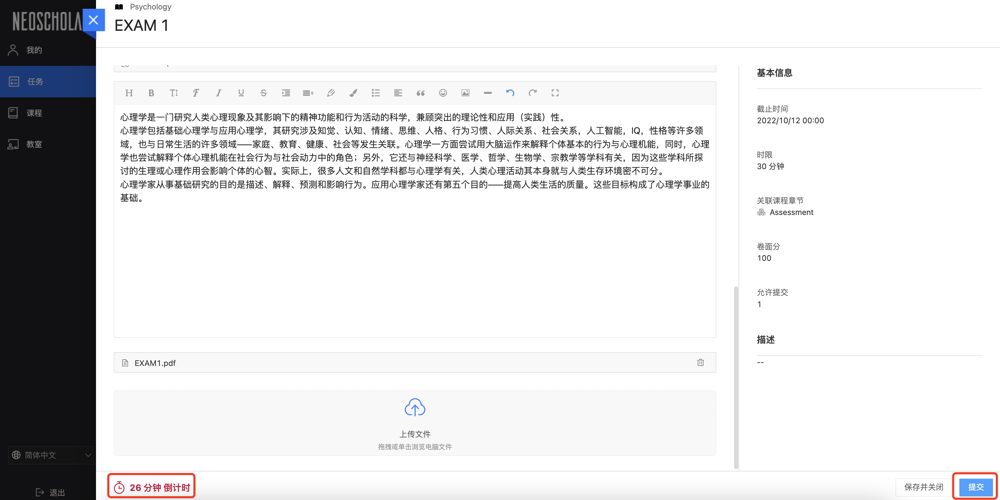 NEOSCHOLA
我的
任务
课程
教室
简体中文
退出
Psychology
EXAM 1
心理学是一门研究人类心理现象及其影响下的精神功能和行为活动的科学，兼顾突出的理论性和应用（实践）性。
心理学包括基础心理学与应用心理学，其研究涉及知觉、认知、情绪、思维、人格、行为习惯、人际关系、社会关系，人工智能，IQ，性格等许多领
域，也与日常生活的许多领域——家庭、教育、健康、社会等发生关联。心理学一方面尝试用大脑运作来解释个体基本的行为与心理机能，同时，心理
学也尝试解释个体心理机能在社会行为与社会动力中的角色；另外，它还与神经科学、医学、哲学、生物学、宗教学等学科有关，因为这些学科所探
讨的生理或心理作用会影响个体的心智。实际上，很多人文和自然学科都与心理学有关，人类心理活动其本身就与人类生存环境密不可分。
心理学家从事基础研究的目的是描述、解释、预测和影响行为。应用心理学家还有第五个目的——提高人类生活的质量。这些目标构成了心理学事业的
基础。
EXAM1.pdf
上传文件
拖拽或单击浏览电脑文件
基本信息
截止时间
2022/10/12 00:00
时限
30 分钟
关联课程章节
Assessment
卷面分
100
允许提交
1
描述
--
26 分钟 倒计时
保存并关闭
提交